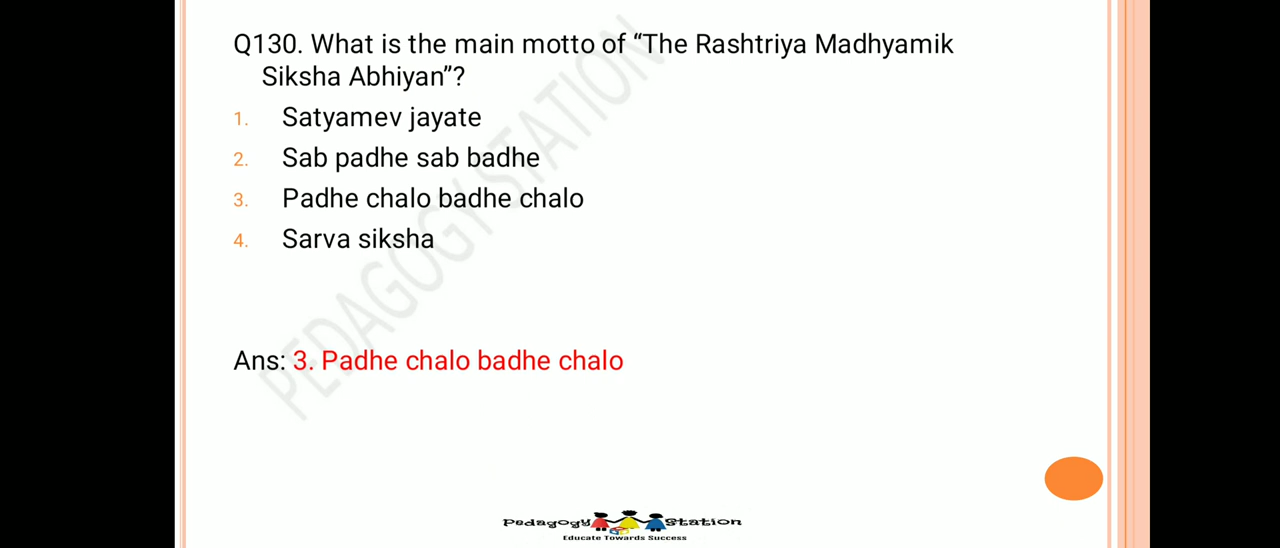 Q130. What is the main motto of “The Rashtriya Madhyamik
Siksha Abhiyan”?
1. Satyamev jayate
2. Sab padhe sab badhe
3. Padhe chalo badhe chalo
4. Sarva siksha
Ans: 3. Padhe chalo badhe chalo
PEDAGOGY STATION
Pedagogy Station
Educate Towards Success